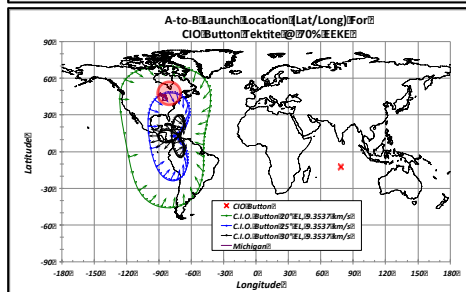 A-to-B Launch Location (Lat/Long) For
CIO Button Tektite @ 70% EEKE
90
60
30
0
-30
-60
-90
Latitude
CIO Button
C.I.O. Button 20° EL, 9.3537 km/s
C.I.O. Button 25° EL, 9.3537 km/s
C.I.O. Button 30° EL, 9.3537 km/s
Michigan
-180 -150 -120 -90 -60 -30 0 30 60 90 120 150 180
Longitude